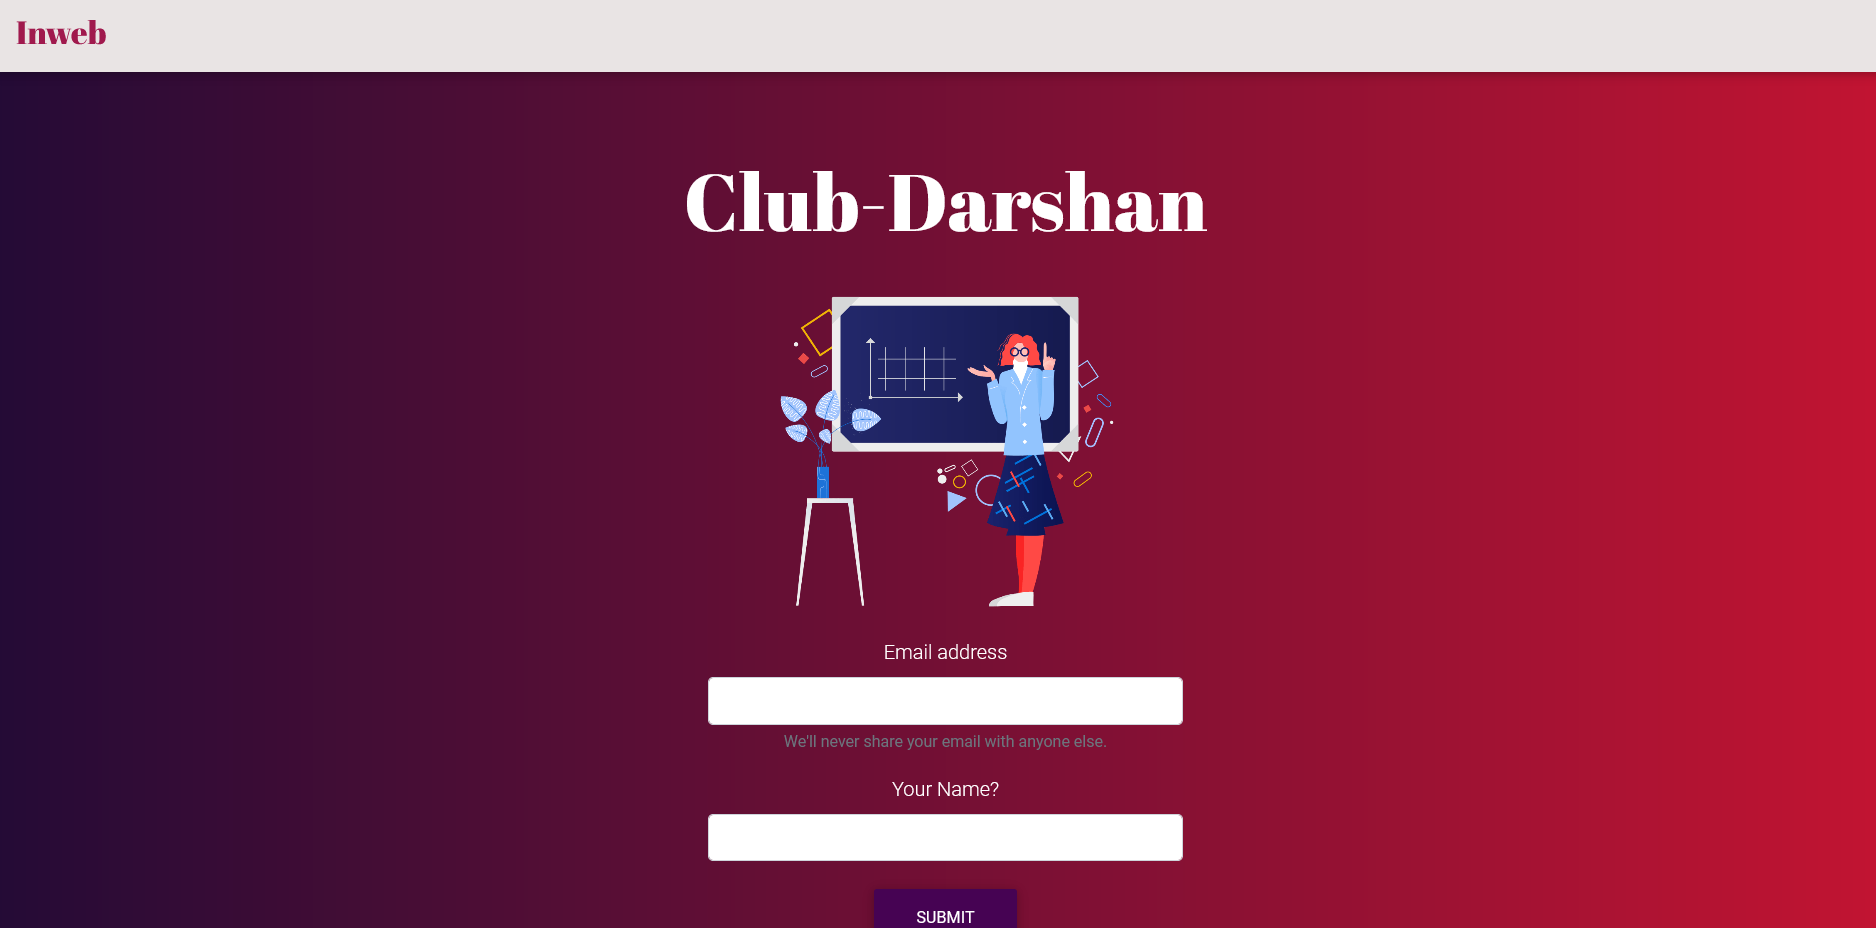 Inweb
Club-Darshan
Email address
We'll never share your email with anyone else.
Your Name?
SUBMIT